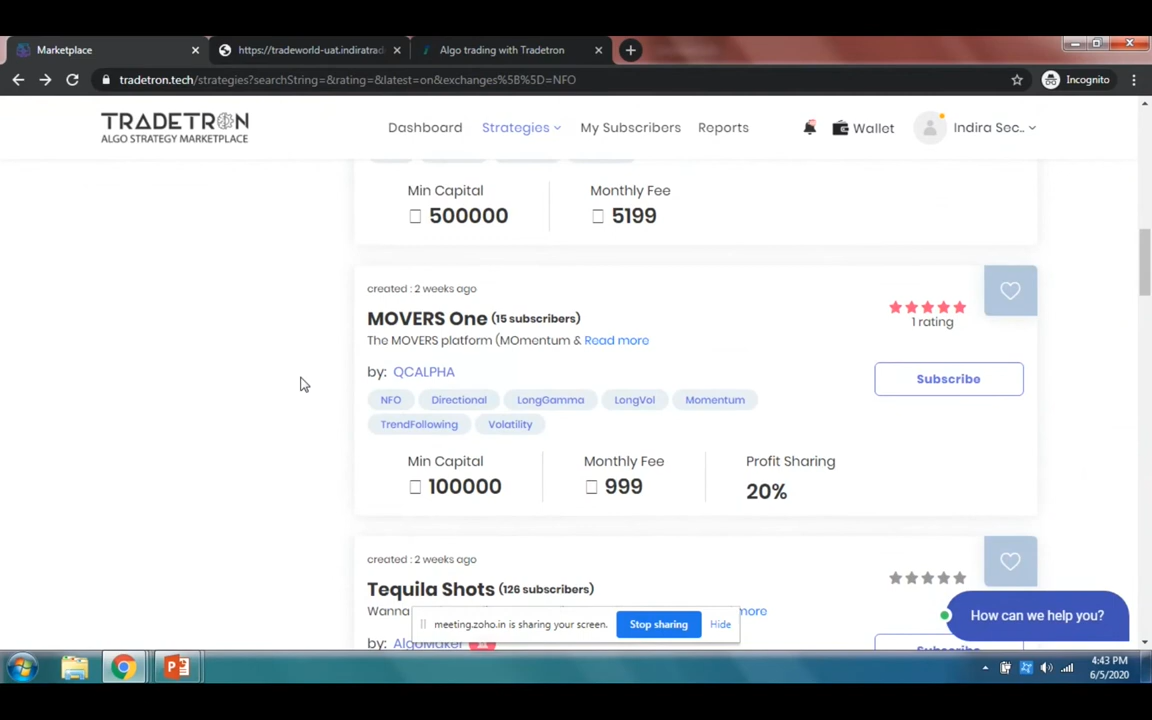 Marketplace
https://tradeworld-uat.indiratrad
Algo trading with Tradetron
tradetron.tech/strategies?searchString=&rating=&latest=on&exchanges%5B%5D=NFO
Incognito
TRADETRON
ALGO STRATEGY MARKETPLACE
Dashboard
Strategies
My Subscribers
Reports
Wallet
Indira Sec..
Min Capital
Monthly Fee
500000
5199
created : 2 weeks ago
MOVERS One (15 subscribers)
1 rating
The MOVERS platform (MOmentum & Read more
by: QCALPHA
Subscribe
NFO
Directional
LongGamma
LongVol
Momentum
TrendFollowing
Volatility
Min Capital
Monthly Fee
Profit Sharing
100000
999
20%
created : 2 weeks ago
Tequila Shots (126 subscribers)
Wanna
more
meeting.zoho.in is sharing your screen.
Stop sharing
Hide
How can we help you?
by: AlgoMaker
Subscribe
4:43 PM
6/5/2020